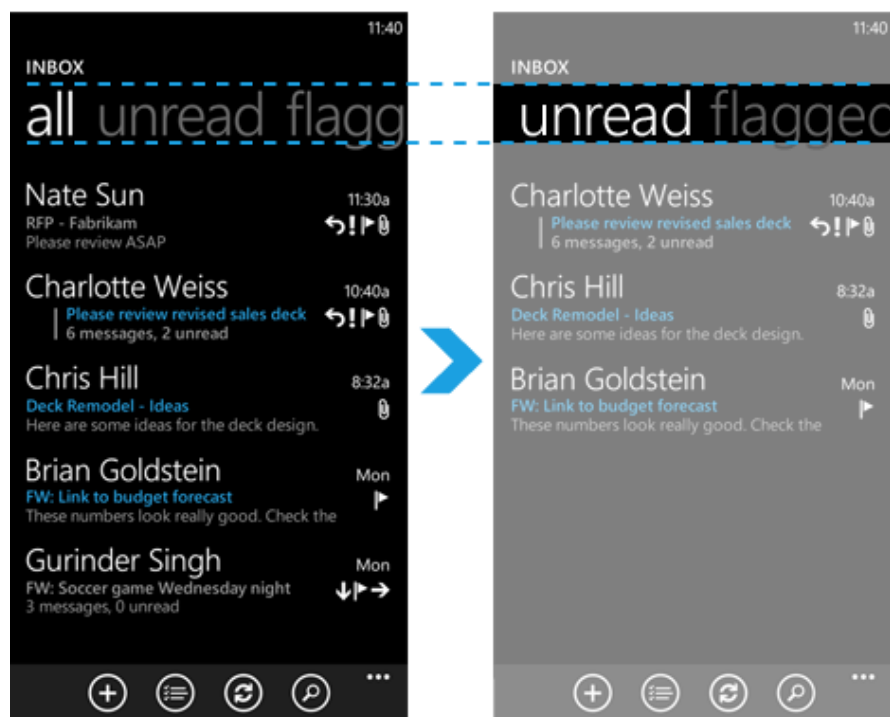 11:40
INBOX
all unread flagg
Nate Sun
11:30a
RFP - Fabrikam
Please review ASAP
Charlotte Weiss
10:40a
Please review revised sales deck
6 messages, 2 unread
Chris Hill
8:32a
Deck Remodel - Ideas
Here are some ideas for the deck design.
Brian Goldstein
Mon
FW: Link to budget forecast
These numbers look really good. Check the
Gurinder Singh
Mon
FW: Soccer game Wednesday night
3 messages, 0 unread
11:40
INBOX
unread flagged
Charlotte Weiss
10:40a
Please review revised sales deck
6 messages, 2 unread
Chris Hill
8:32a
Deck Remodel - Ideas
Here are some ideas for the deck design.
Brian Goldstein
Mon
FW: Link to budget forecast
These numbers look really good. Check the